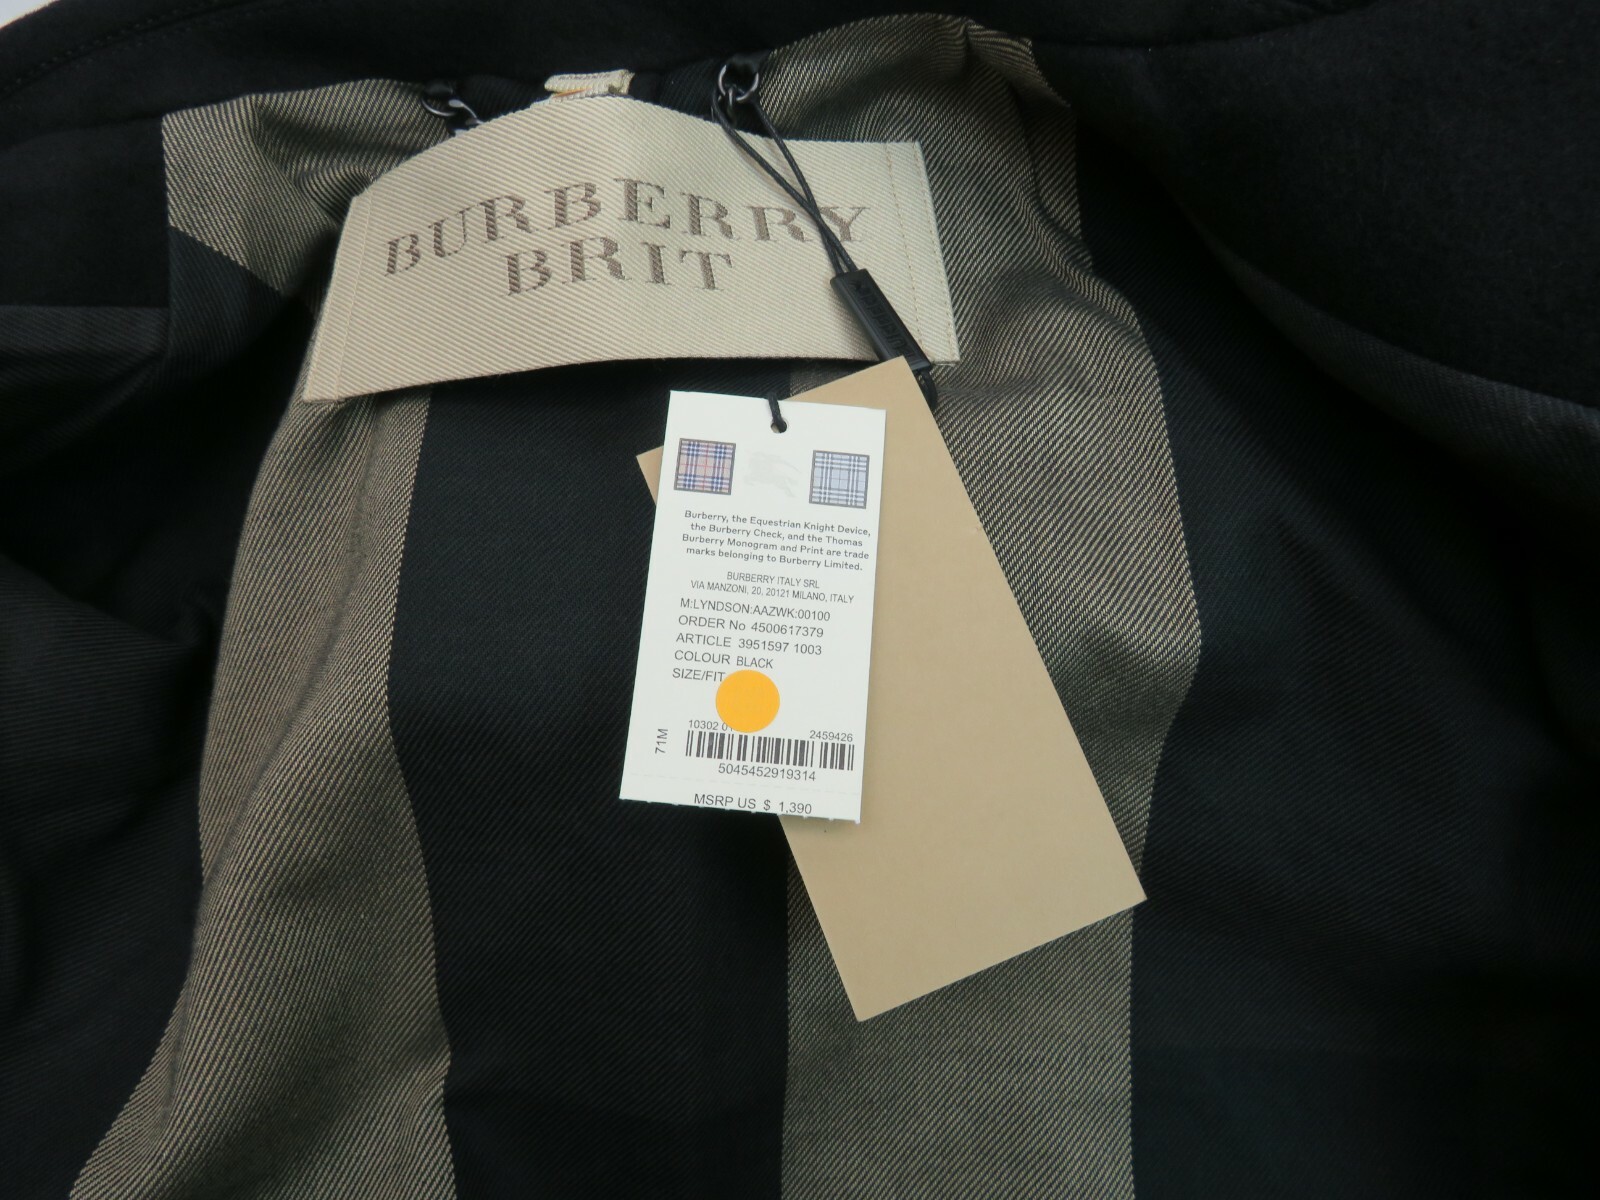 BURBERRY
BRIT
Burberry, the Equestrian Knight Device,
the Burberry Check, and the Thomas
Burberry Monogram and Print are trade
marks belonging to Burberry Limited.
BURBERRY ITALY SRL
VIA MANZONI, 20, 20121 MILANO, ITALY
M:LYNDSON:AAZWK:00100
ORDER No 4500617379
ARTICLE 3951597 1003
COLOUR BLACK
SIZE/FIT
10302 2459426
71M
5045452919314
MSRP US $ 1,390